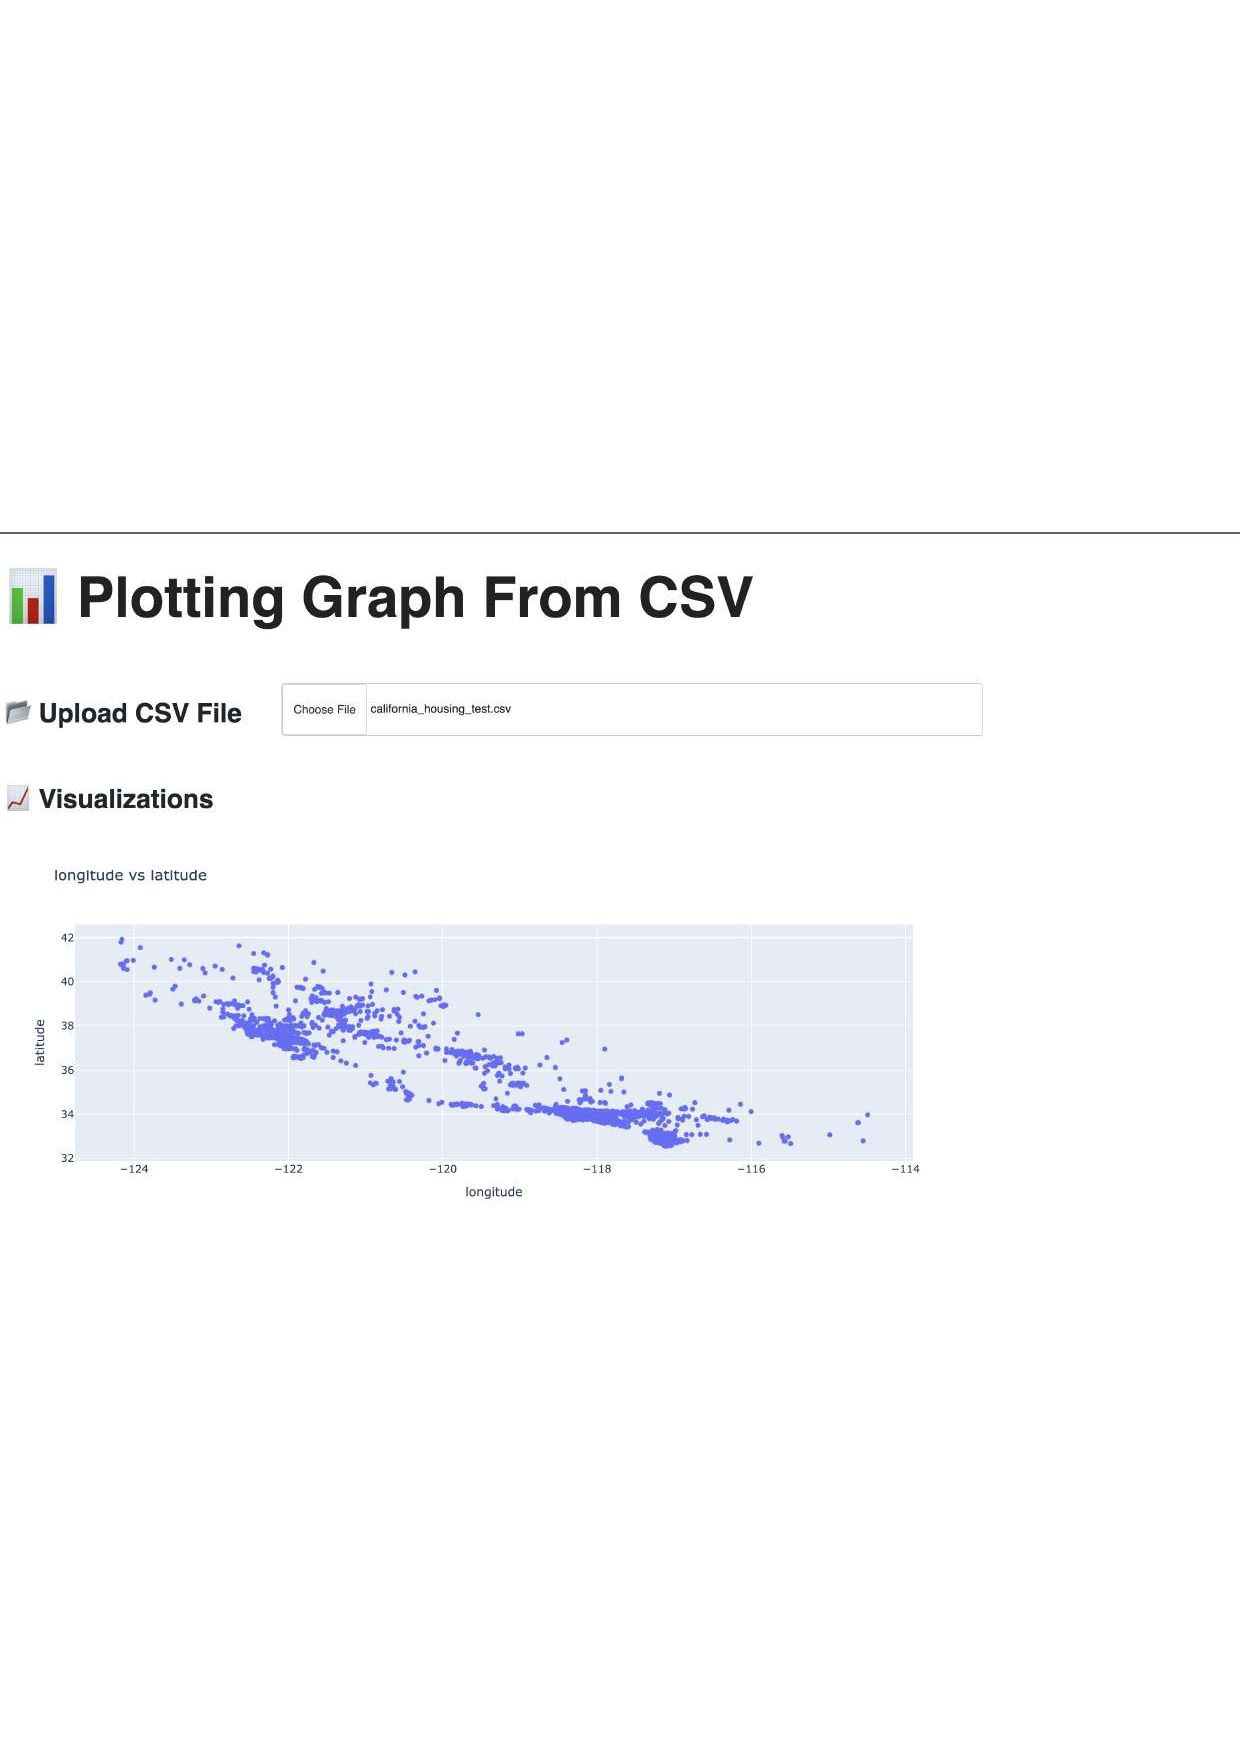 Plotting Graph From CSV
Upload CSV File
Choose File california_housing_test.csv
Visualizations
longitude vs latitude
42
40
38
36
34
32
latitude
−124 −122 −120 −118 −116 −114
longitude